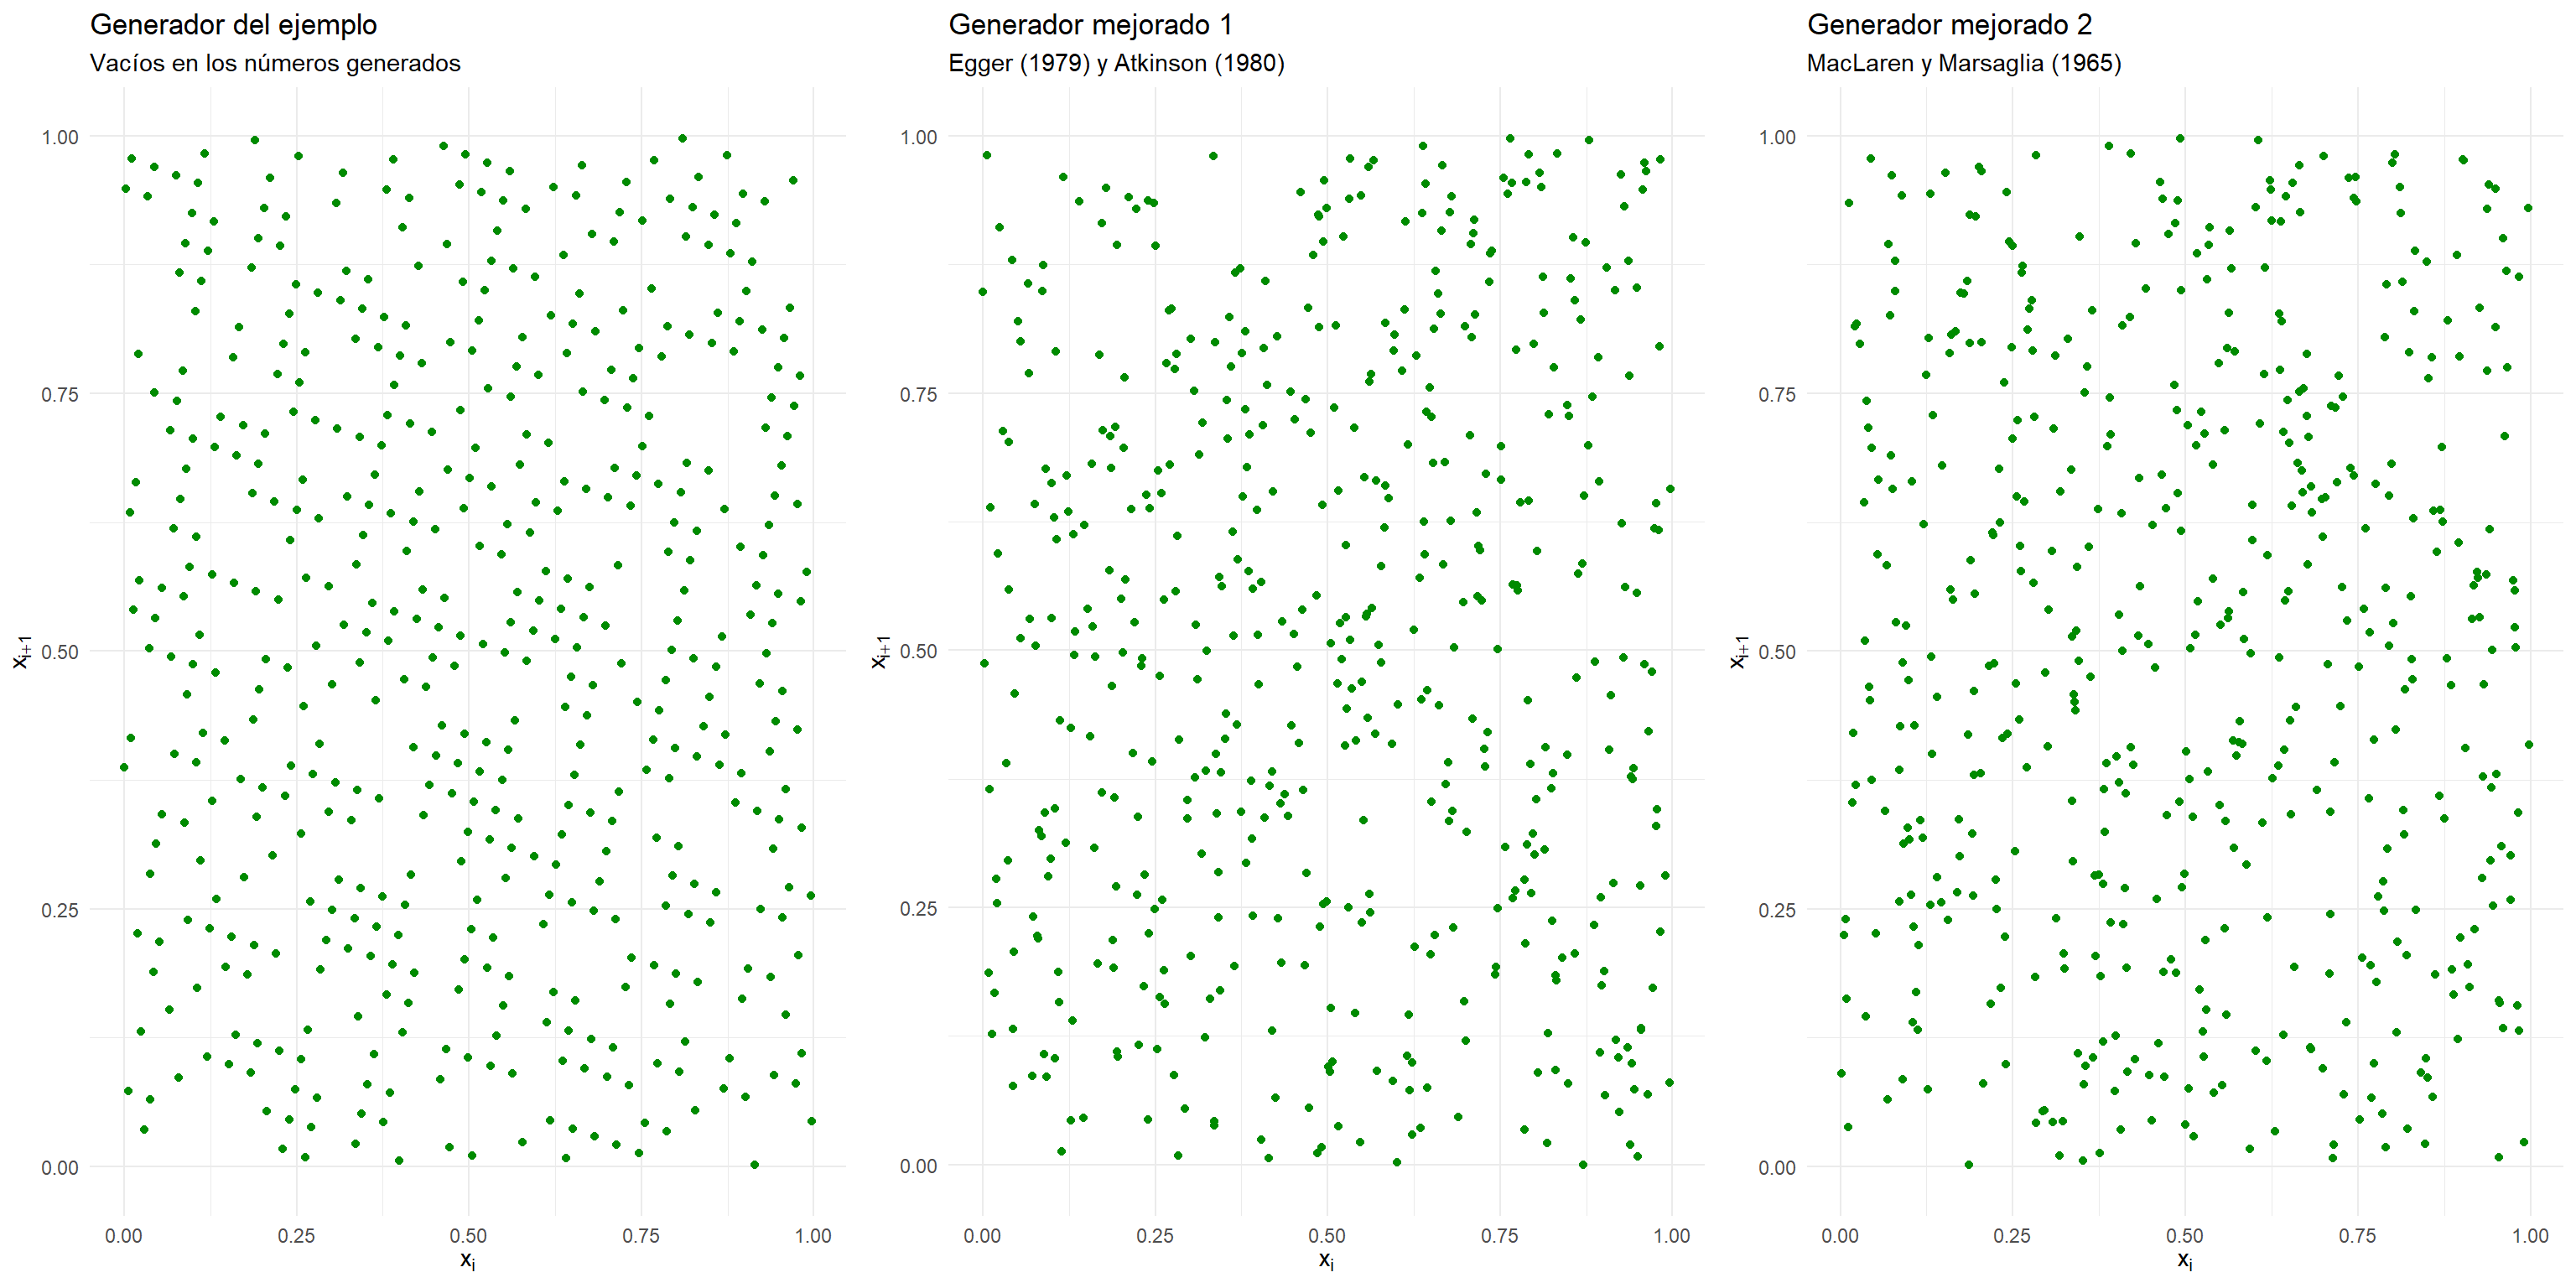 Generador del ejemplo
Vacíos en los números generados
1.00
0.75
0.50
0.25
0.00
xi+1
0.00 0.25 0.50 0.75 1.00
xi
Generador mejorado 1
Egger (1979) y Atkinson (1980)
1.00
0.75
0.50
0.25
0.00
xi+1
0.00 0.25 0.50 0.75 1.00
xi
Generador mejorado 2
MacLaren y Marsaglia (1965)
1.00
0.75
0.50
0.25
0.00
xi+1
0.00 0.25 0.50 0.75 1.00
xi